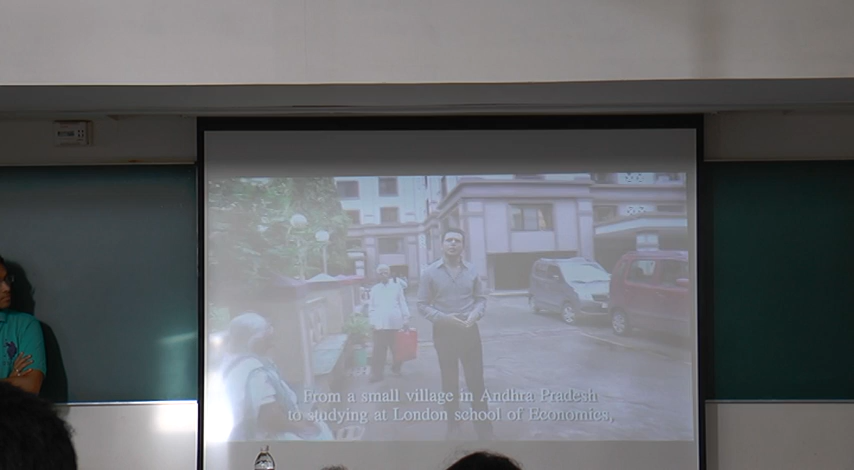 From a small village in Andhra Pradesh
to studying at London school of Economics,